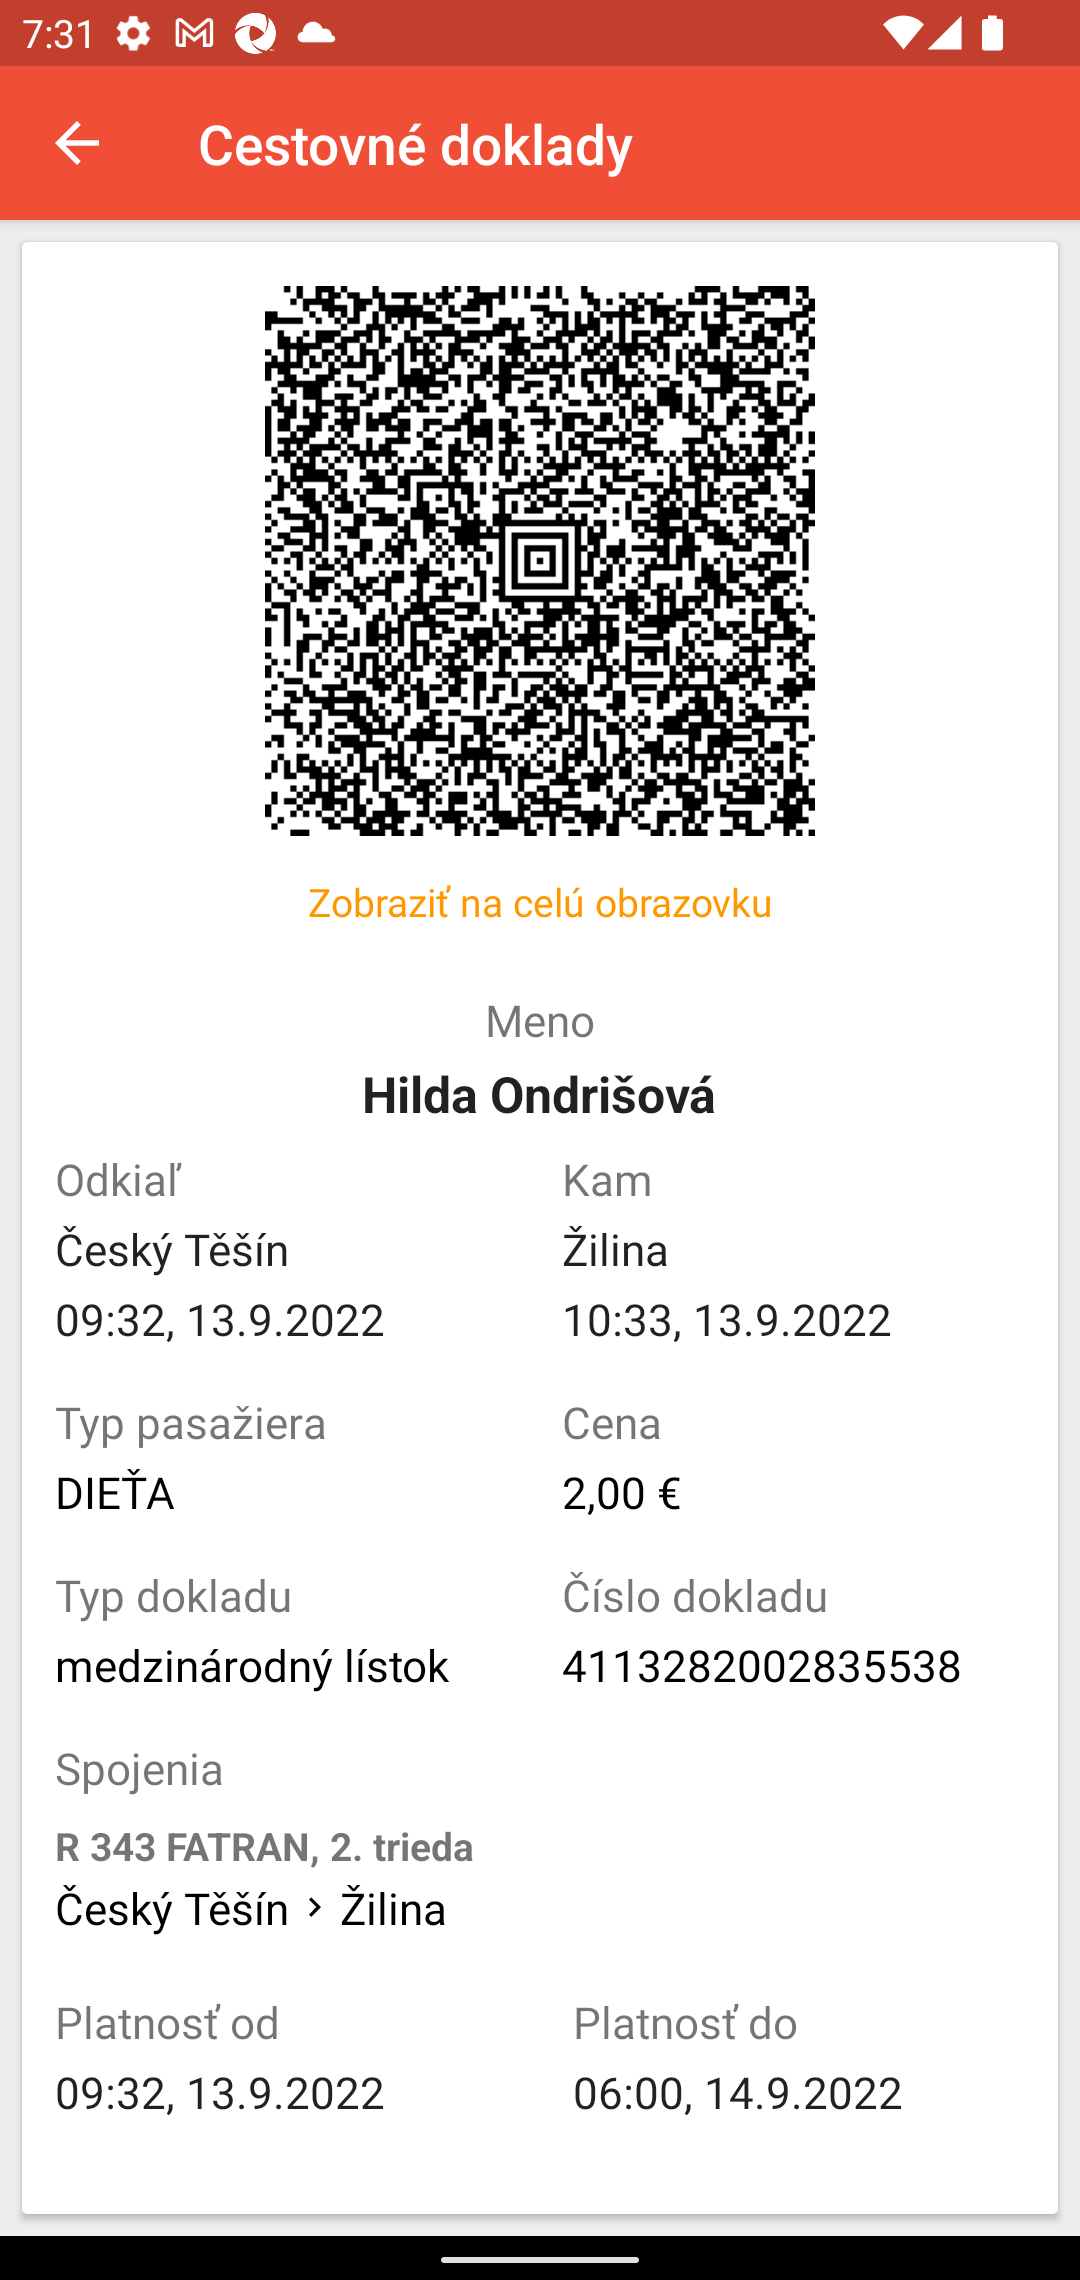 7:31
Cestovné doklady
Zobraziť na celú obrazovku
Meno
Hilda Ondrišová
Odkiaľ
Kam
Český Těšín
Žilina
09:32, 13.9.2022
10:33, 13.9.2022
Typ pasažiera
Cena
DIEŤA
2,00 €
Typ dokladu
Číslo dokladu
medzinárodný lístok
4113282002835538
Spojenia
R 343 FATRAN, 2. trieda
Český Těšín > Žilina
Platnosť od
Platnosť do
09:32, 13.9.2022
06:00, 14.9.2022